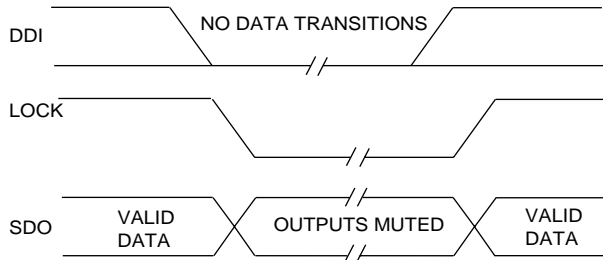 NO DATA TRANSITIONS
DDI
LOCK
SDO
VALID
DATA
OUTPUTS MUTED
VALID
DATA